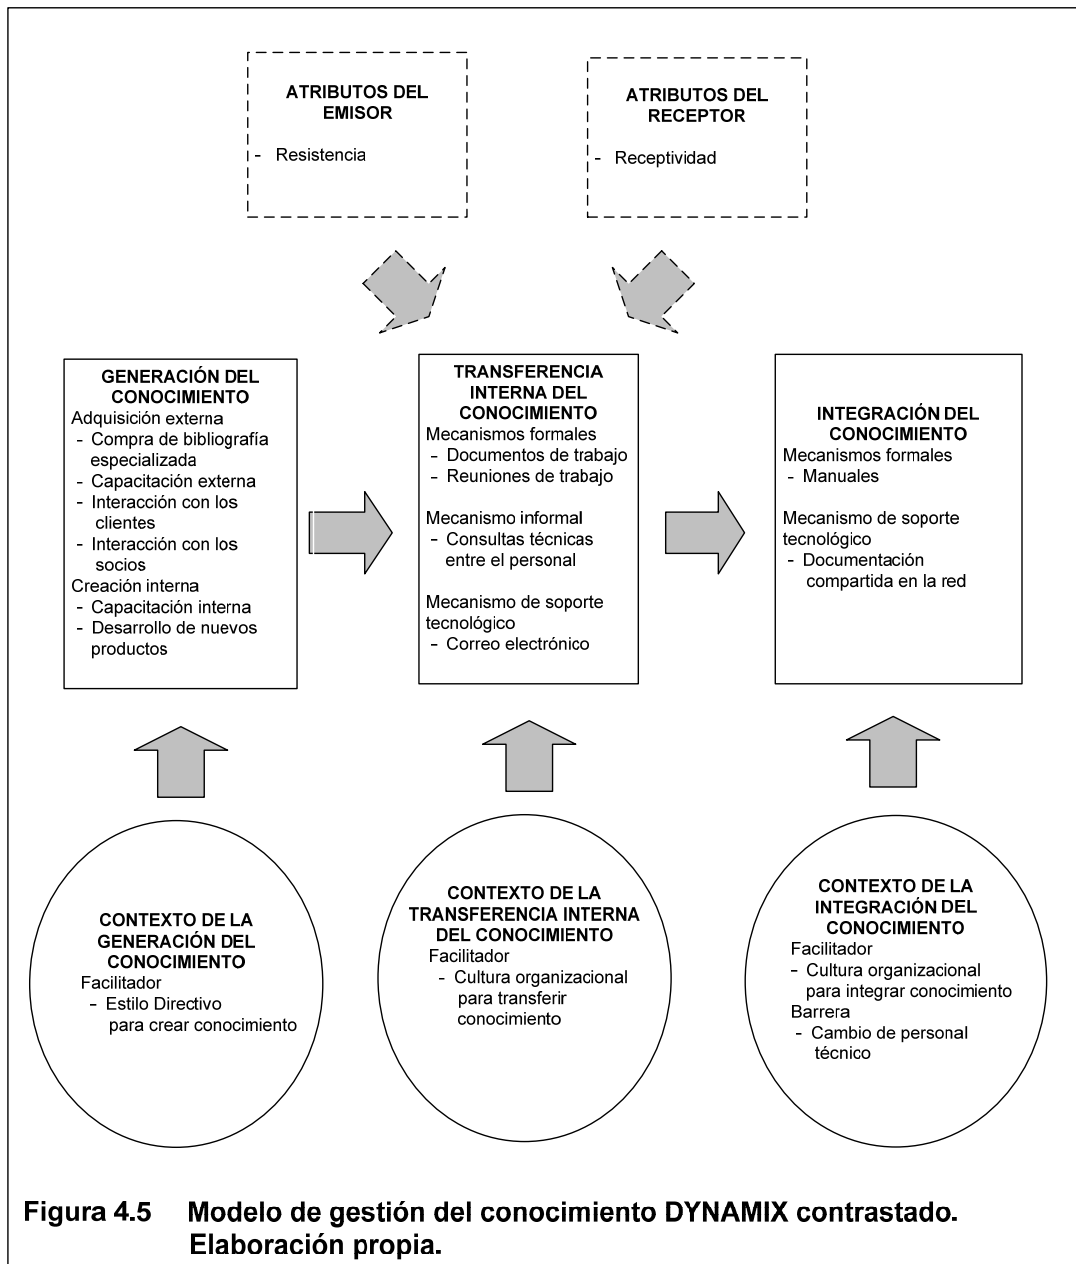 ATRIBUTOS DEL
EMISOR
- Resistencia
ATRIBUTOS DEL
RECEPTOR
- Receptividad
GENERACIÓN DEL
CONOCIMIENTO
Adquisición externa
- Compra de bibliografía
especializada
- Capacitación externa
- Interacción con los
clientes
- Interacción con los
socios
Creación interna
- Capacitación interna
- Desarrollo de nuevos
productos
TRANSFERENCIA
INTERNA DEL
CONOCIMIENTO
Mecanismos formales
- Documentos de trabajo
- Reuniones de trabajo
Mecanismo informal
- Consultas técnicas
entre el personal
Mecanismo de soporte
tecnológico
- Correo electrónico
INTEGRACIÓN DEL
CONOCIMIENTO
Mecanismos formales
- Manuales
Mecanismo de soporte
tecnológico
- Documentación
compartida en la red
CONTEXTO DE LA
GENERACIÓN DEL
CONOCIMIENTO
Facilitador
- Estilo Directivo
para crear conocimiento
CONTEXTO DE LA
TRANSFERENCIA INTERNA
DEL CONOCIMIENTO
Facilitador
- Cultura organizacional
para transferir
conocimiento
CONTEXTO DE LA
INTEGRACIÓN DEL
CONOCIMIENTO
Facilitador
- Cultura organizacional
para integrar conocimiento
Barrera
- Cambio de personal
técnico
Figura 4.5 Modelo de gestión del conocimiento DYNAMIX contrastado.
Elaboración propia.